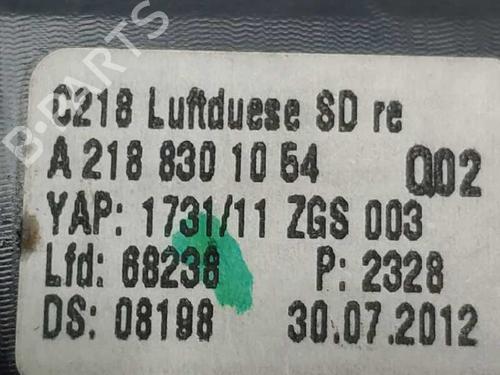 B-PARTS
C218 Luftduese SD re
A 218 830 10 54 Q02
YAP: 1731/11 ZGS 003
Lfd: 68238 P: 2328
DS: 08198 30.07.2012